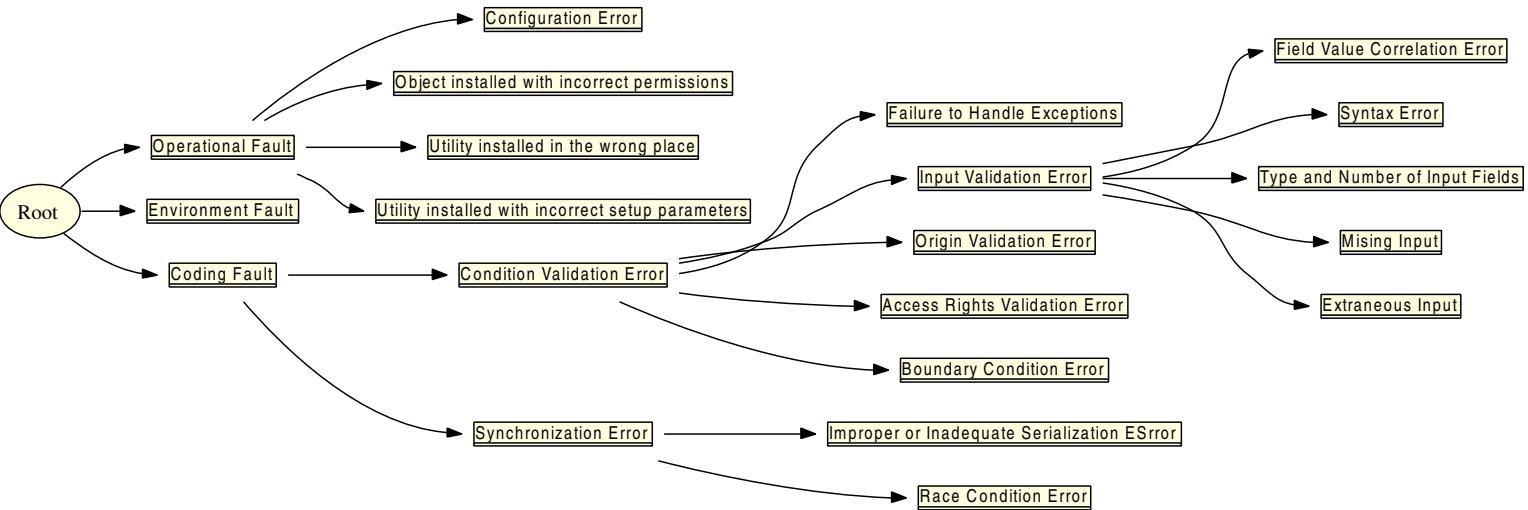 Configuration Error
Field Value Correlation Error
Object installed with incorrect permissions
Failure to Handle Exceptions
Syntax Error
Operational Fault
Utility installed in the wrong place
Input Validation Error
Type and Number of Input Fields
Root
Environment Fault
Utility installed with incorrect setup parameters
Origin Validation Error
Mising Input
Coding Fault
Condition Validation Error
Access Rights Validation Error
Extraneous Input
Boundary Condition Error
Synchronization Error
Improper or Inadequate Serialization ESrror
Race Condition Error